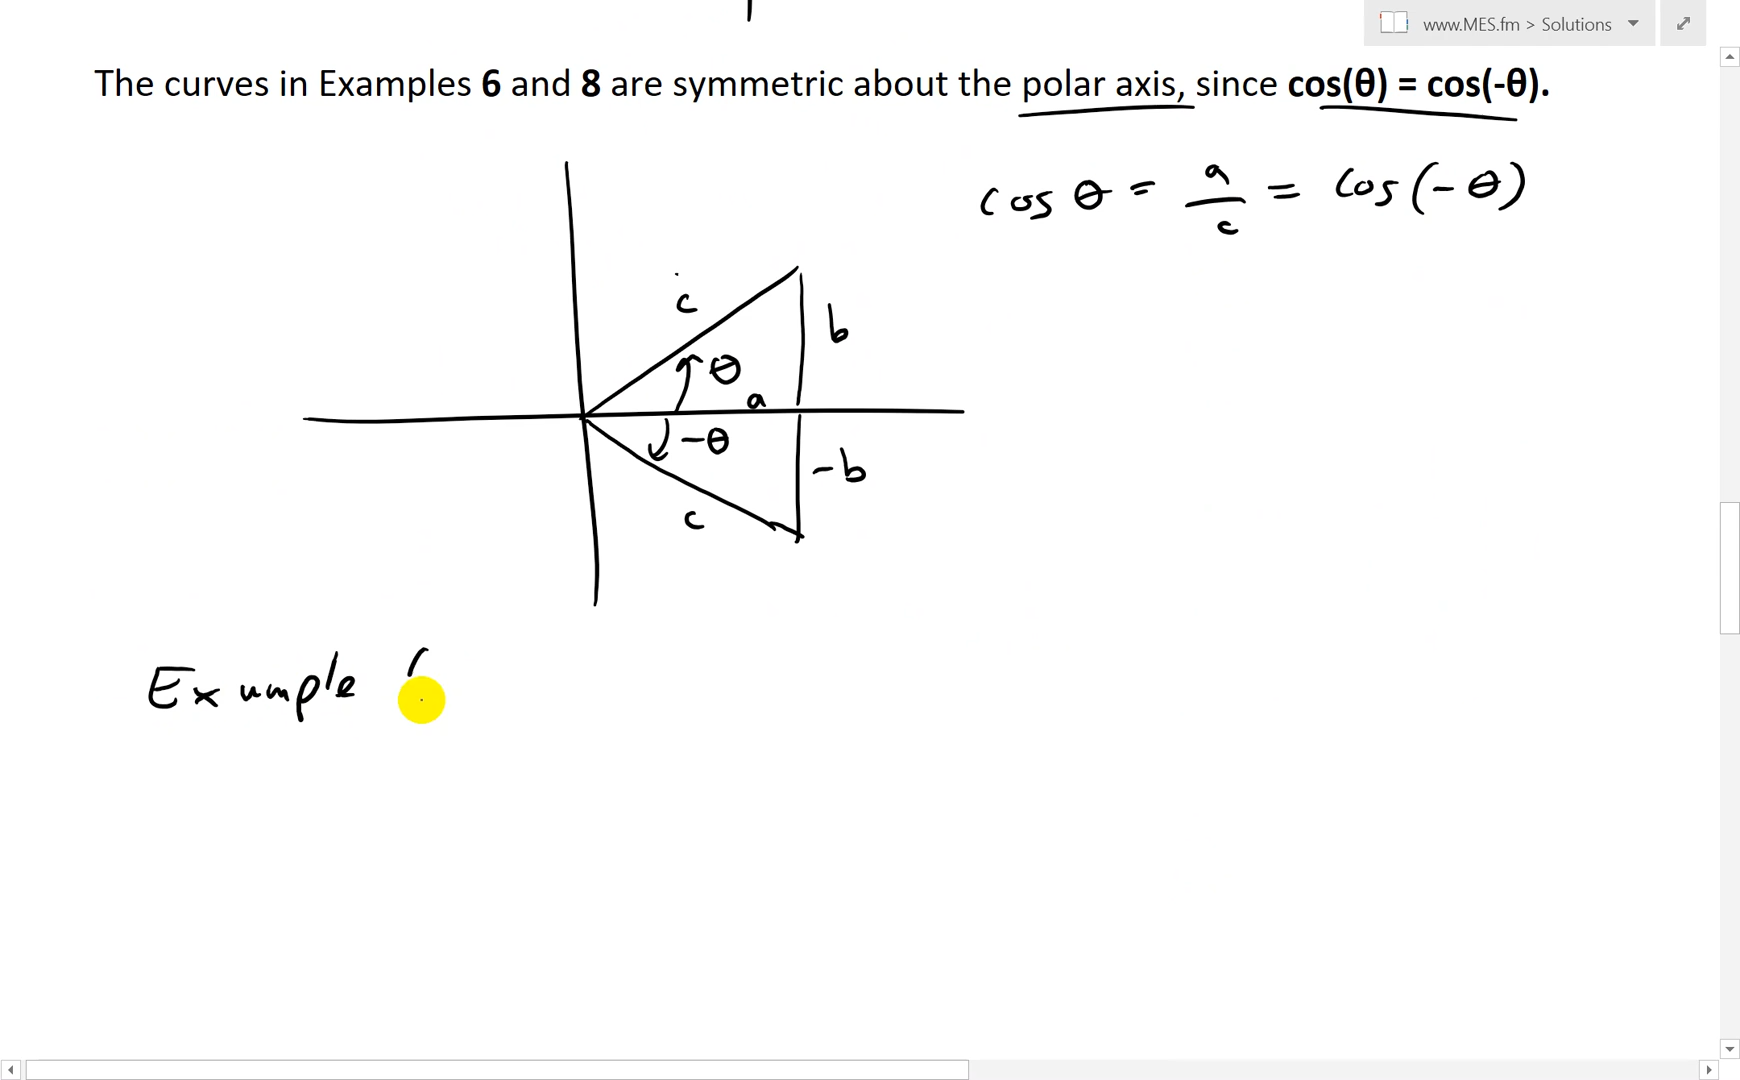 www.MES.fm > Solutions
The curves in Examples 6 and 8 are symmetric about the polar axis, since cos(θ) = cos(-θ).
cos θ = a/c = cos(-θ)
c
b
θ
a
-θ
-b
c
Example